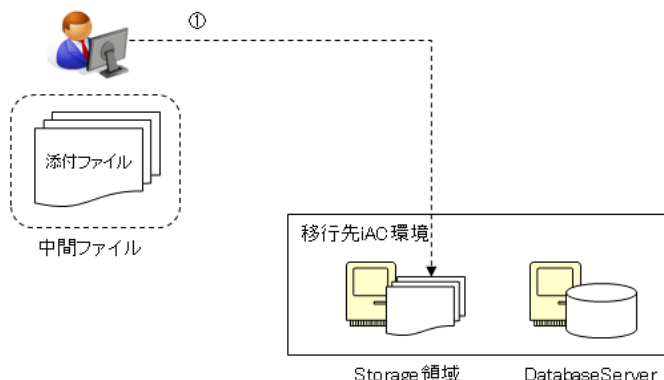 ①
添付ファイル
中間ファイル
移行先iAC環境
Storage領域
DatabaseServer